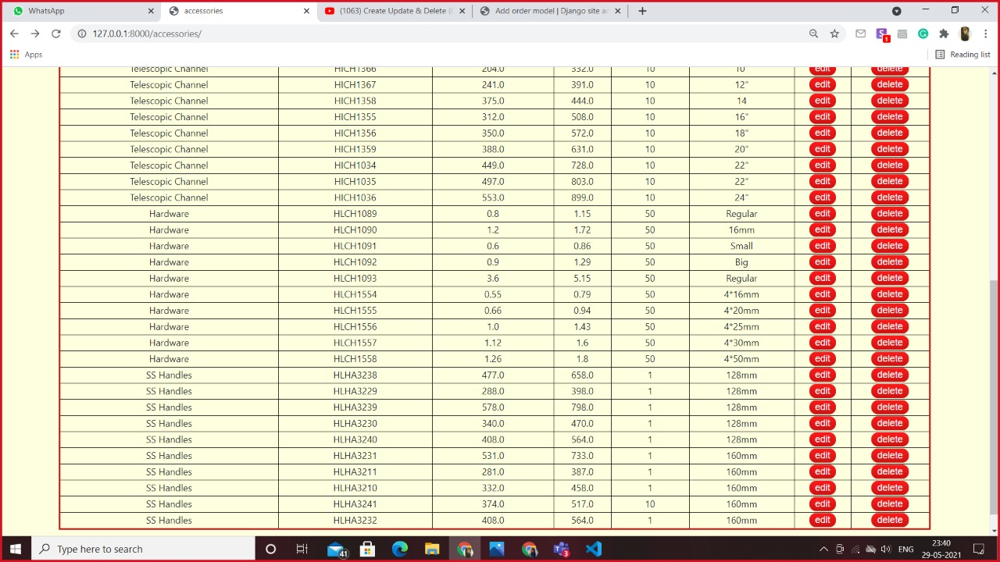 WhatsApp accessories (1063) Create Update & Delete ( Add order model | Django site
127.0.0.1:8000/accessories/ 1
Apps Reading list
Telescopic Channel HICH1366 204.0 332.0 10 10 edit delete
Telescopic Channel HICH1367 241.0 391.0 10 12" edit delete
Telescopic Channel HICH1358 375.0 444.0 10 14 edit delete
Telescopic Channel HICH1355 312.0 508.0 10 16" edit delete
Telescopic Channel HICH1356 350.0 572.0 10 18" edit delete
Telescopic Channel HICH1359 388.0 631.0 10 20" edit delete
Telescopic Channel HICH1034 449.0 728.0 10 22" edit delete
Telescopic Channel HICH1035 497.0 803.0 10 22" edit delete
Telescopic Channel HICH1036 553.0 899.0 10 24" edit delete
Hardware HLCH1089 0.8 1.15 50 Regular edit delete
Hardware HLCH1090 1.2 1.72 50 16mm edit delete
Hardware HLCH1091 0.6 0.86 50 Small edit delete
Hardware HLCH1092 0.9 1.29 50 Big edit delete
Hardware HLCH1093 3.6 5.15 50 Regular edit delete
Hardware HLCH1554 0.55 0.79 50 4*16mm edit delete
Hardware HLCH1555 0.66 0.94 50 4*20mm edit delete
Hardware HLCH1556 1.0 1.43 50 4*25mm edit delete
Hardware HLCH1557 1.12 1.6 50 4*30mm edit delete
Hardware HLCH1558 1.26 1.8 50 4*50mm edit delete
SS Handles HLHA3238 477.0 658.0 1 128mm edit delete
SS Handles HLHA3229 288.0 398.0 1 128mm edit delete
SS Handles HLHA3239 578.0 798.0 1 128mm edit delete
SS Handles HLHA3230 340.0 470.0 1 128mm edit delete
SS Handles HLHA3240 408.0 564.0 1 128mm edit delete
SS Handles HLHA3231 531.0 733.0 1 160mm edit delete
SS Handles HLHA3211 281.0 387.0 1 160mm edit delete
SS Handles HLHA3210 332.0 458.0 1 160mm edit delete
SS Handles HLHA3241 374.0 517.0 10 160mm edit delete
SS Handles HLHA3232 408.0 564.0 1 160mm edit delete
Type here to search 41 3 ENG 23:40
29-05-2021